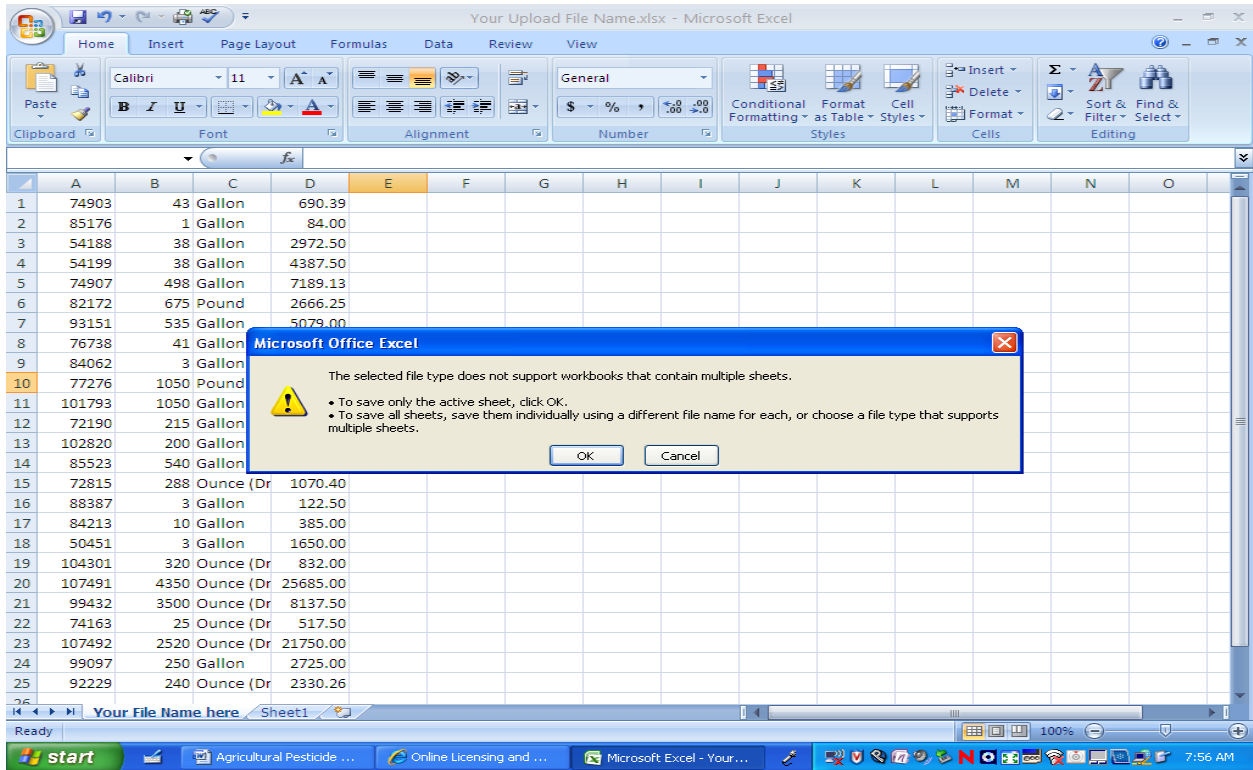 Your Upload File Name.xlsx - Microsoft Excel
Home Insert Page Layout Formulas Data Review View
Calibri 11 A A General Insert Σ
Paste B I U A $ % , .0 .00 .00 .0 Conditional Formatting Format as Table Cell Styles Delete Format Sort & Filter Find & Select
Clipboard Font Alignment Number Styles Cells Editing
fx
A B C D E F G H I J K L M N O
1 74903 43 Gallon 690.39
2 85176 1 Gallon 84.00
3 54188 38 Gallon 2972.50
4 54199 38 Gallon 4387.50
5 74907 498 Gallon 7189.13
6 82172 675 Pound 2666.25
7 93151 535 Gallon 5079.00
8 76738 41 Gallon
9 84062 3 Gallon
10 77276 1050 Pound
11 101793 1050 Gallon
12 72190 215 Gallon
13 102820 200 Gallon
14 85523 540 Gallon
15 72815 288 Ounce (Dr 1070.40
16 88387 3 Gallon 122.50
17 84213 10 Gallon 385.00
18 50451 3 Gallon 1650.00
19 104301 320 Ounce (Dr 832.00
20 107491 4350 Ounce (Dr 25685.00
21 99432 3500 Ounce (Dr 8137.50
22 74163 25 Ounce (Dr 517.50
23 107492 2520 Ounce (Dr 21750.00
24 99097 250 Gallon 2725.00
25 92229 240 Ounce (Dr 2330.26
26
Microsoft Office Excel
The selected file type does not support workbooks that contain multiple sheets.
• To save only the active sheet, click OK.
• To save all sheets, save them individually using a different file name for each, or choose a file type that supports
multiple sheets.
OK Cancel
Your File Name here Sheet1
Ready 100%
start Agricultural Pesticide ... Online Licensing and ... Microsoft Excel - Your... 7:56 AM